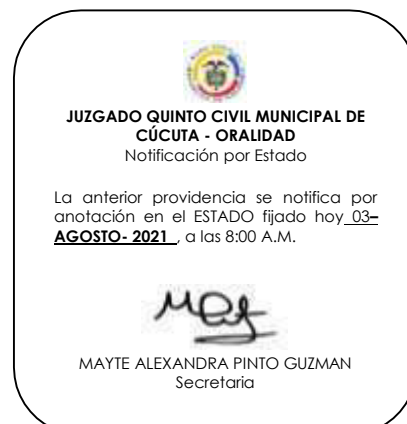 JUZGADO QUINTO CIVIL MUNICIPAL DE
CÚCUTA - ORALIDAD
Notificación por Estado
La anterior providencia se notifica por
anotación en el ESTADO fijado hoy 03–
AGOSTO- 2021 , a las 8:00 A.M.
MAYTE ALEXANDRA PINTO GUZMAN
Secretaria